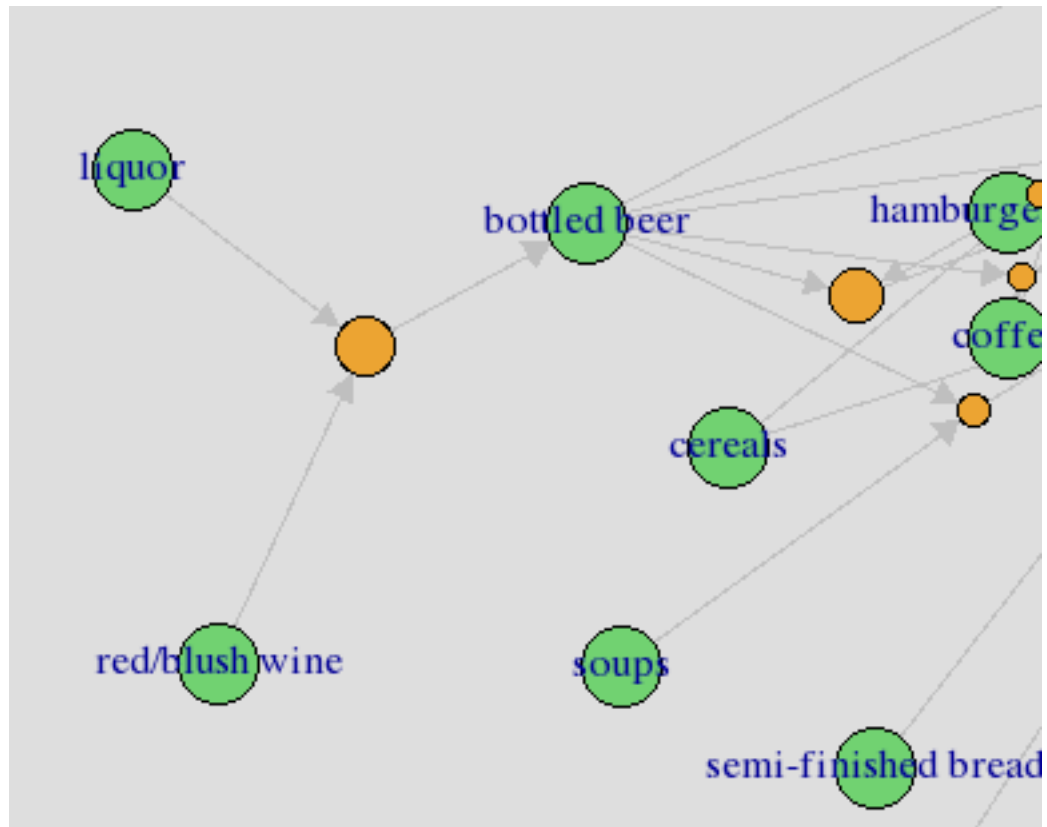 liquor
bottled beer
hamburge
coffe
cereals
red/blush wine
soups
semi-finished bread